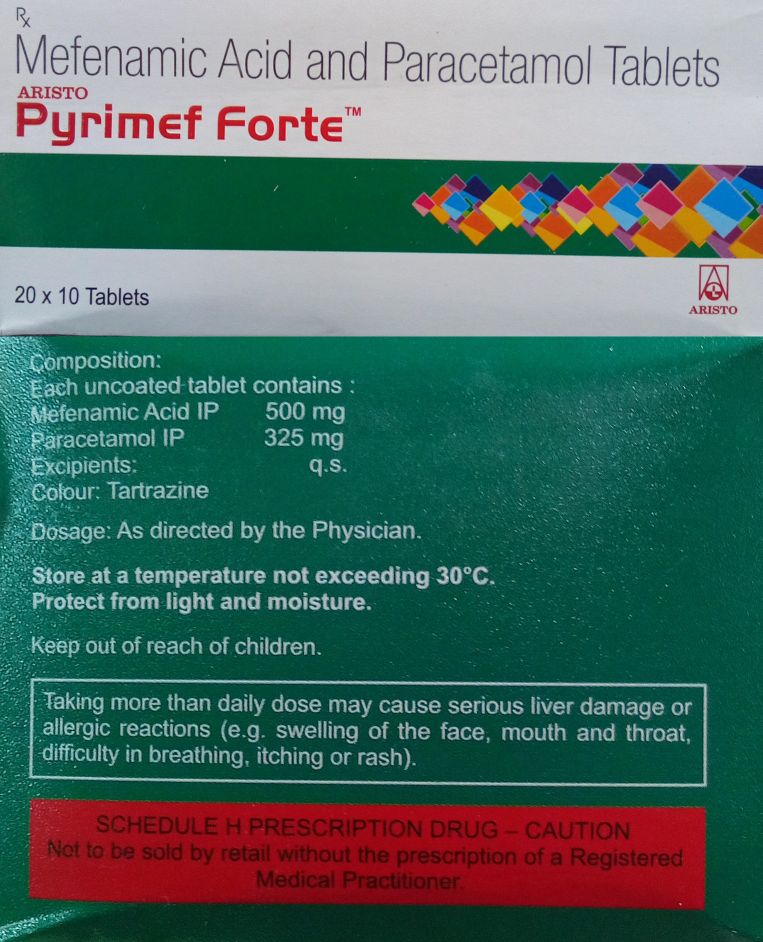 Rx
Mefenamic Acid and Paracetamol Tablets
ARISTO
Pyrimef Forte™
20 x 10 Tablets
ARISTO
Composition:
Each uncoated tablet contains :
Mefenamic Acid IP 500 mg
Paracetamol IP 325 mg
Excipients: q.s.
Colour: Tartrazine
Dosage: As directed by the Physician.
Store at a temperature not exceeding 30°C.
Protect from light and moisture.
Keep out of reach of children.
Taking more than daily dose may cause serious liver damage or
allergic reactions (e.g. swelling of the face, mouth and throat,
difficulty in breathing, itching or rash).
SCHEDULE H PRESCRIPTION DRUG – CAUTION
Not to be sold by retail without the prescription of a Registered
Medical Practitioner.